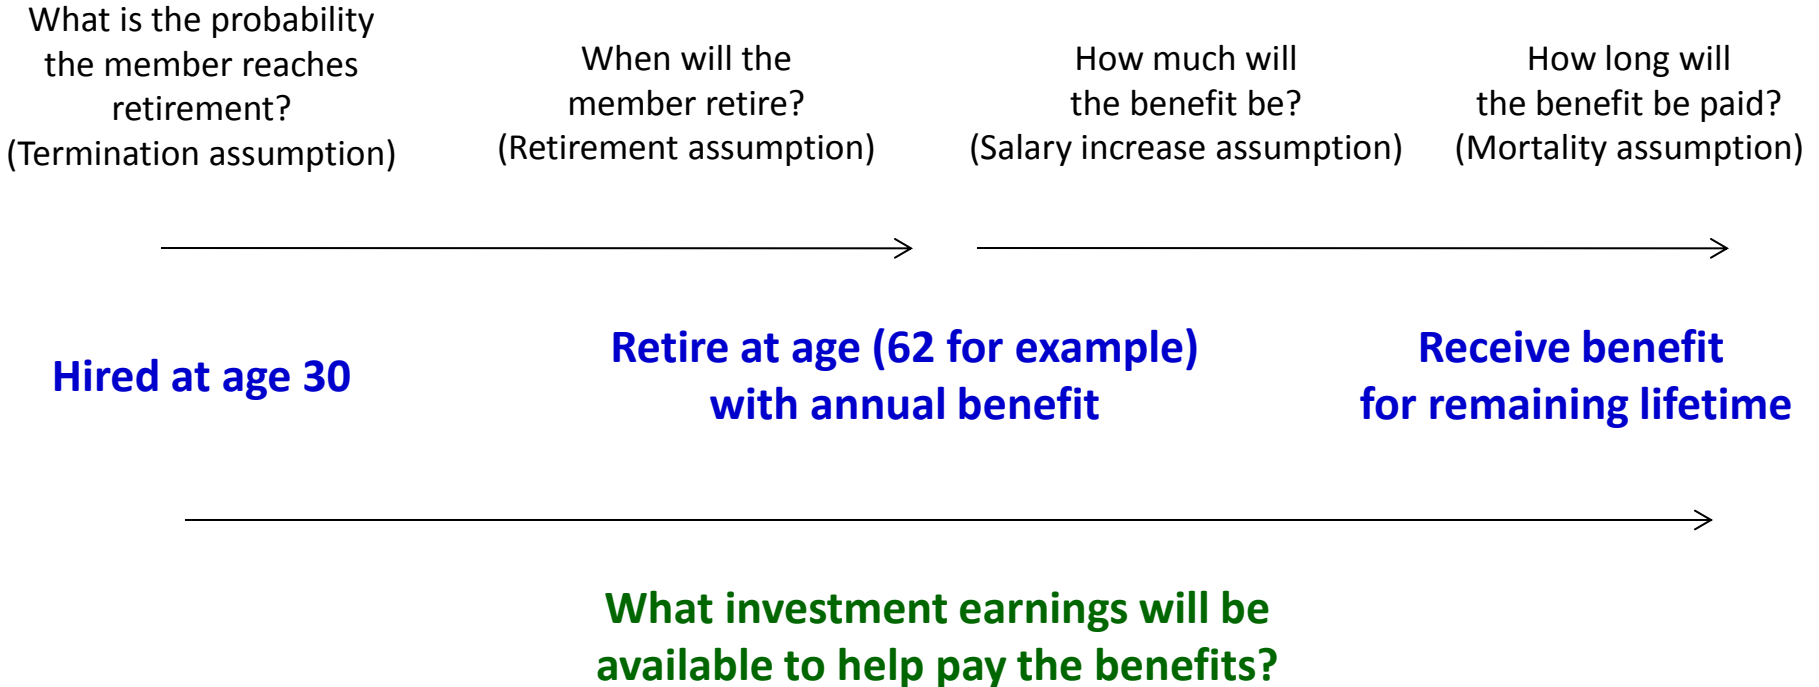 What is the probability
the member reaches
retirement?
(Termination assumption)
When will the
member retire?
(Retirement assumption)
How much will
the benefit be?
(Salary increase assumption)
How long will
the benefit be paid?
(Mortality assumption)
Hired at age 30
Retire at age (62 for example)
with annual benefit
Receive benefit
for remaining lifetime
What investment earnings will be
available to help pay the benefits?